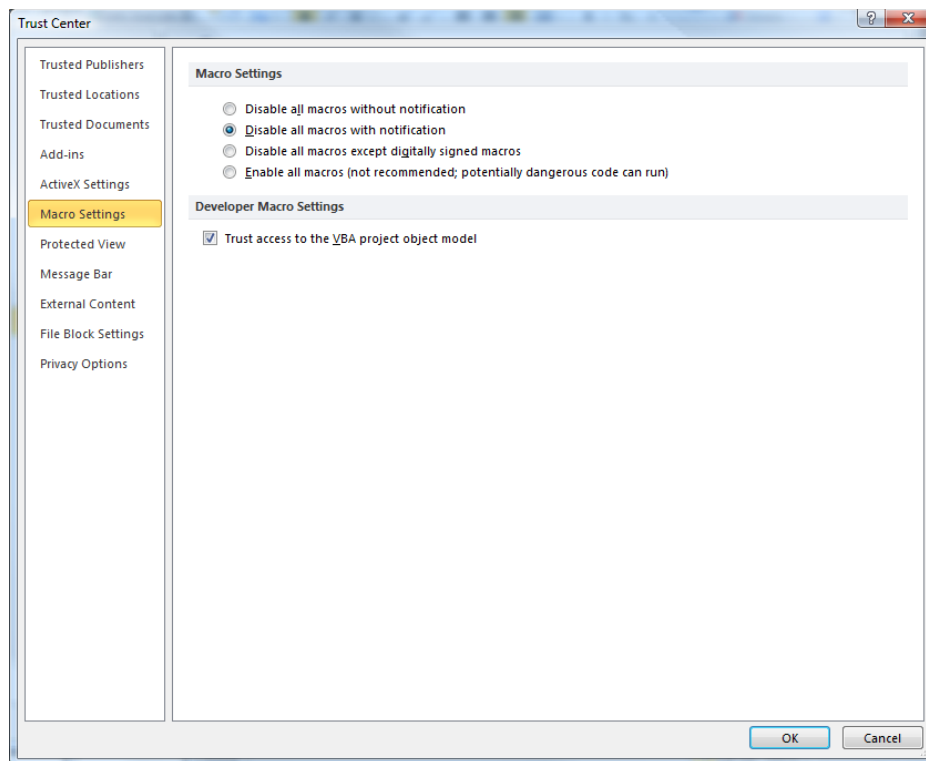 Trust Center
Trusted Publishers
Trusted Locations
Trusted Documents
Add-ins
ActiveX Settings
Macro Settings
Protected View
Message Bar
External Content
File Block Settings
Privacy Options
Macro Settings
Disable all macros without notification
Disable all macros with notification
Disable all macros except digitally signed macros
Enable all macros (not recommended; potentially dangerous code can run)
Developer Macro Settings
Trust access to the VBA project object model
OK
Cancel